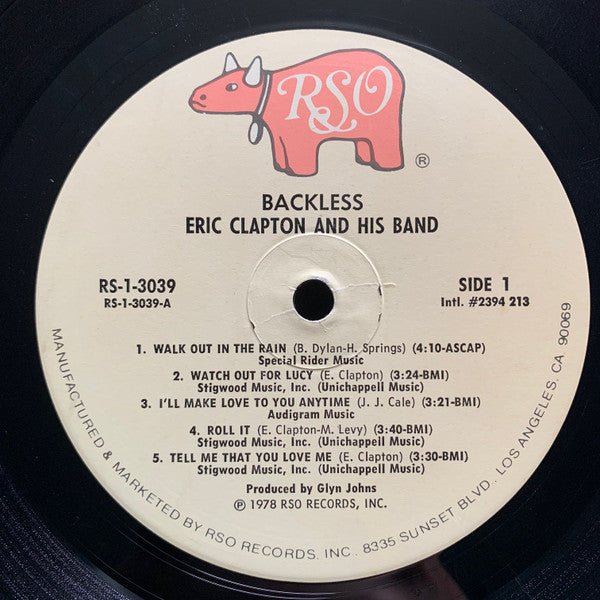 RSO
®
BACKLESS
ERIC CLAPTON AND HIS BAND
RS-1-3039
RS-1-3039-A
SIDE 1
Intl. #2394 213
1. WALK OUT IN THE RAIN (B. Dylan-H. Springs) (4:10-ASCAP)
Special Rider Music
2. WATCH OUT FOR LUCY (E. Clapton) (3:24-BMI)
Stigwood Music, Inc. (Unichappell Music)
3. I'LL MAKE LOVE TO YOU ANYTIME (J. J. Cale) (3:21-BMI)
Audigram Music
4. ROLL IT (E. Clapton-M. Levy) (3:40-BMI)
Stigwood Music, Inc. (Unichappell Music)
5. TELL ME THAT YOU LOVE ME (E. Clapton) (3:30-BMI)
Stigwood Music, Inc. (Unichappell Music)
Produced by Glyn Johns
℗ 1978 RSO RECORDS, INC.
MANUFACTURED & MARKETED BY RSO RECORDS, INC., 8335 SUNSET BLVD., LOS ANGELES, CA 90069